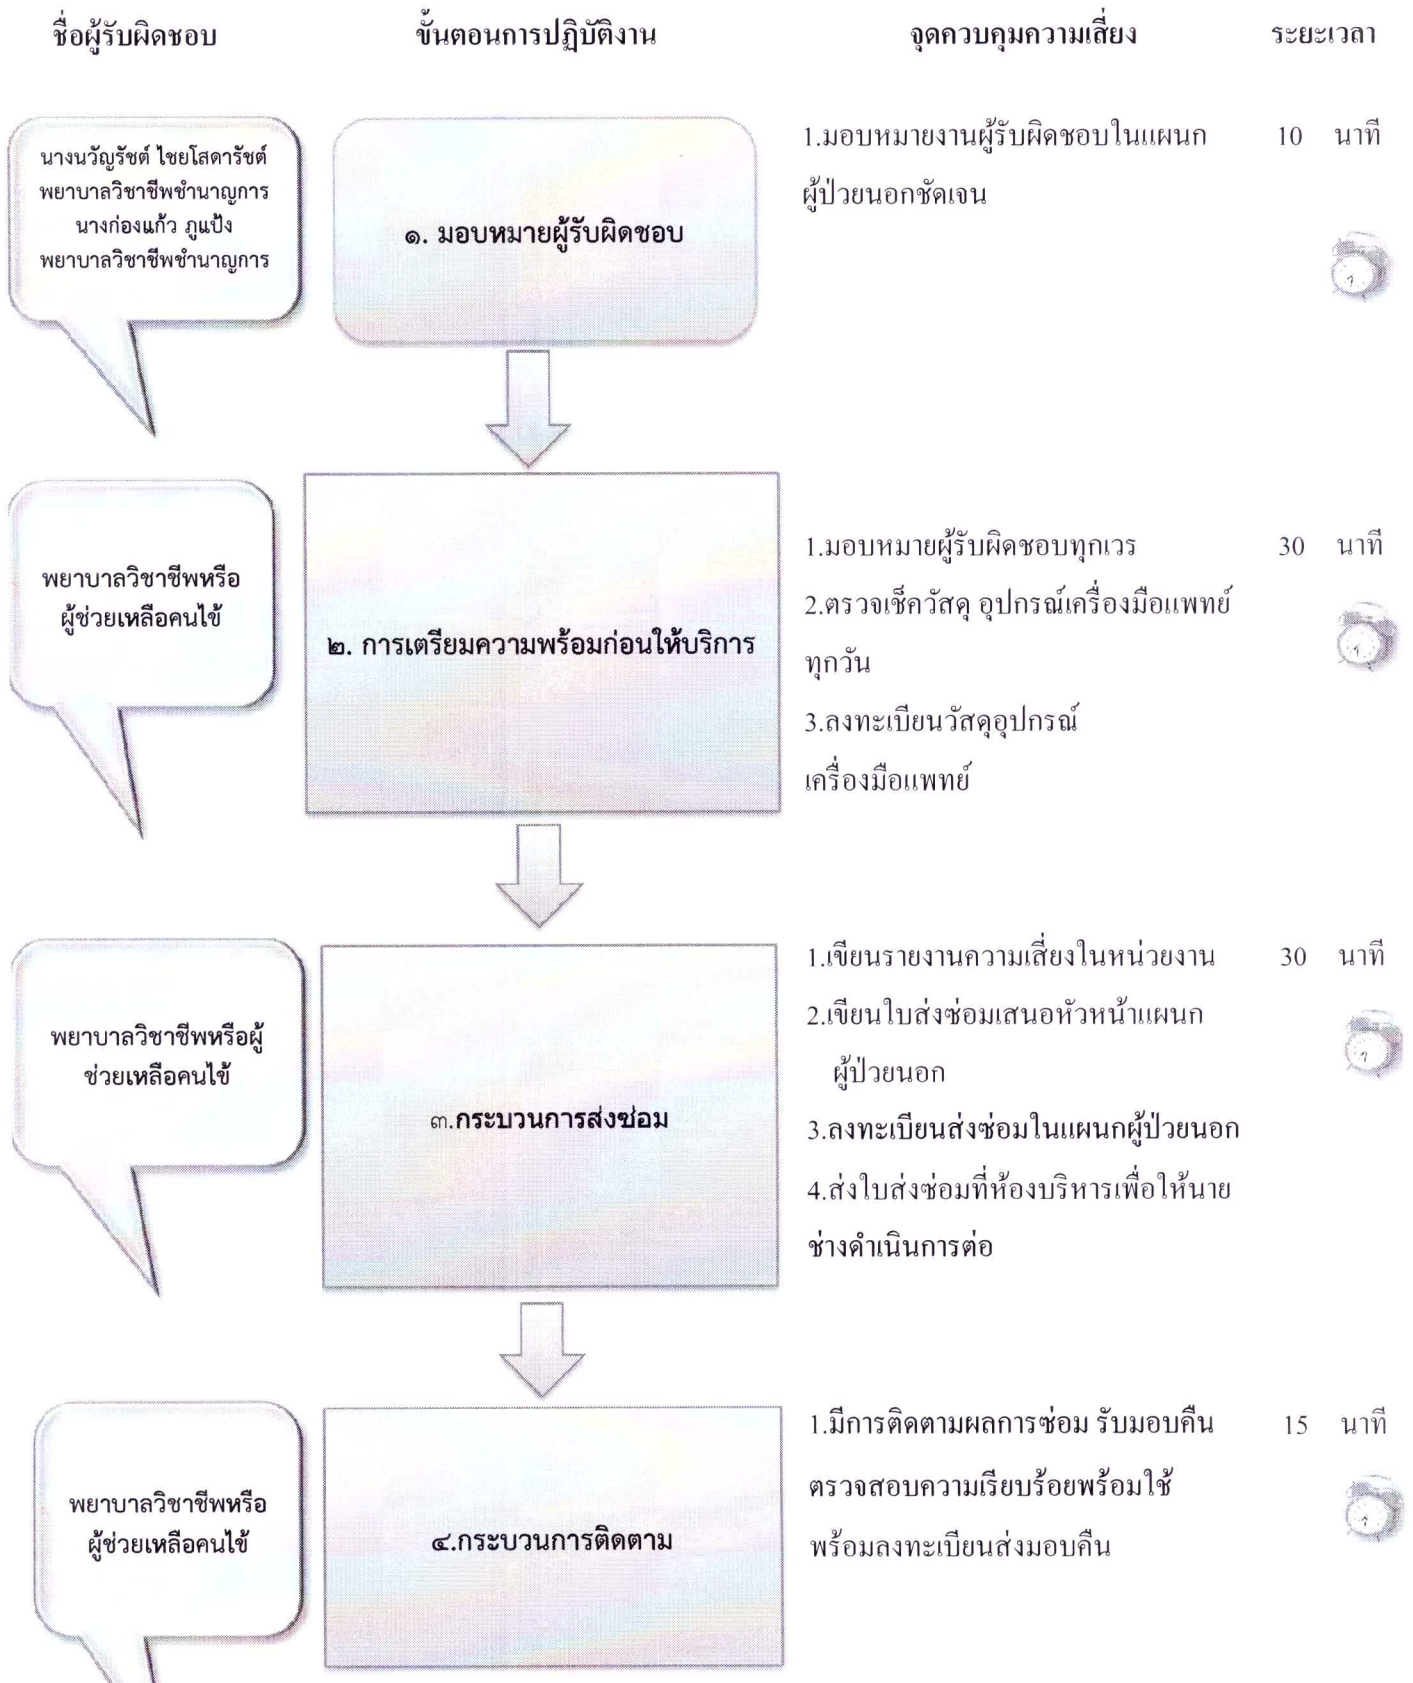 ชื่อผู้รับผิดชอบ ขั้นตอนการปฏิบัติงาน จุดควบคุมความเสี่ยง ระยะเวลา
นางนวัญรัชต์ ไชยโสดารัชต์
พยาบาลวิชาชีพชำนาญการ
นางก่องแก้ว ภูแป้ง
พยาบาลวิชาชีพชำนาญการ
๑. มอบหมายผู้รับผิดชอบ
1.มอบหมายงานผู้รับผิดชอบในแผนก
ผู้ป่วยนอกชัดเจน
10 นาที
พยาบาลวิชาชีพหรือ
ผู้ช่วยเหลือคนไข้
๒. การเตรียมความพร้อมก่อนให้บริการ
1.มอบหมายผู้รับผิดชอบทุกเวร
2.ตรวจเช็ควัสดุ อุปกรณ์เครื่องมือแพทย์
ทุกวัน
3.ลงทะเบียนวัสดุอุปกรณ์
เครื่องมือแพทย์
30 นาที
พยาบาลวิชาชีพหรือผู้
ช่วยเหลือคนไข้
๓.กระบวนการส่งซ่อม
1.เขียนรายงานความเสี่ยงในหน่วยงาน
2.เขียนใบส่งซ่อมเสนอหัวหน้าแผนก
ผู้ป่วยนอก
3.ลงทะเบียนส่งซ่อมในแผนกผู้ป่วยนอก
4.ส่งใบส่งซ่อมที่ห้องบริหารเพื่อให้นาย
ช่างดำเนินการต่อ
30 นาที
พยาบาลวิชาชีพหรือ
ผู้ช่วยเหลือคนไข้
๔.กระบวนการติดตาม
1.มีการติดตามผลการซ่อม รับมอบคืน
ตรวจสอบความเรียบร้อยพร้อมใช้
พร้อมลงทะเบียนส่งมอบคืน
15 นาที